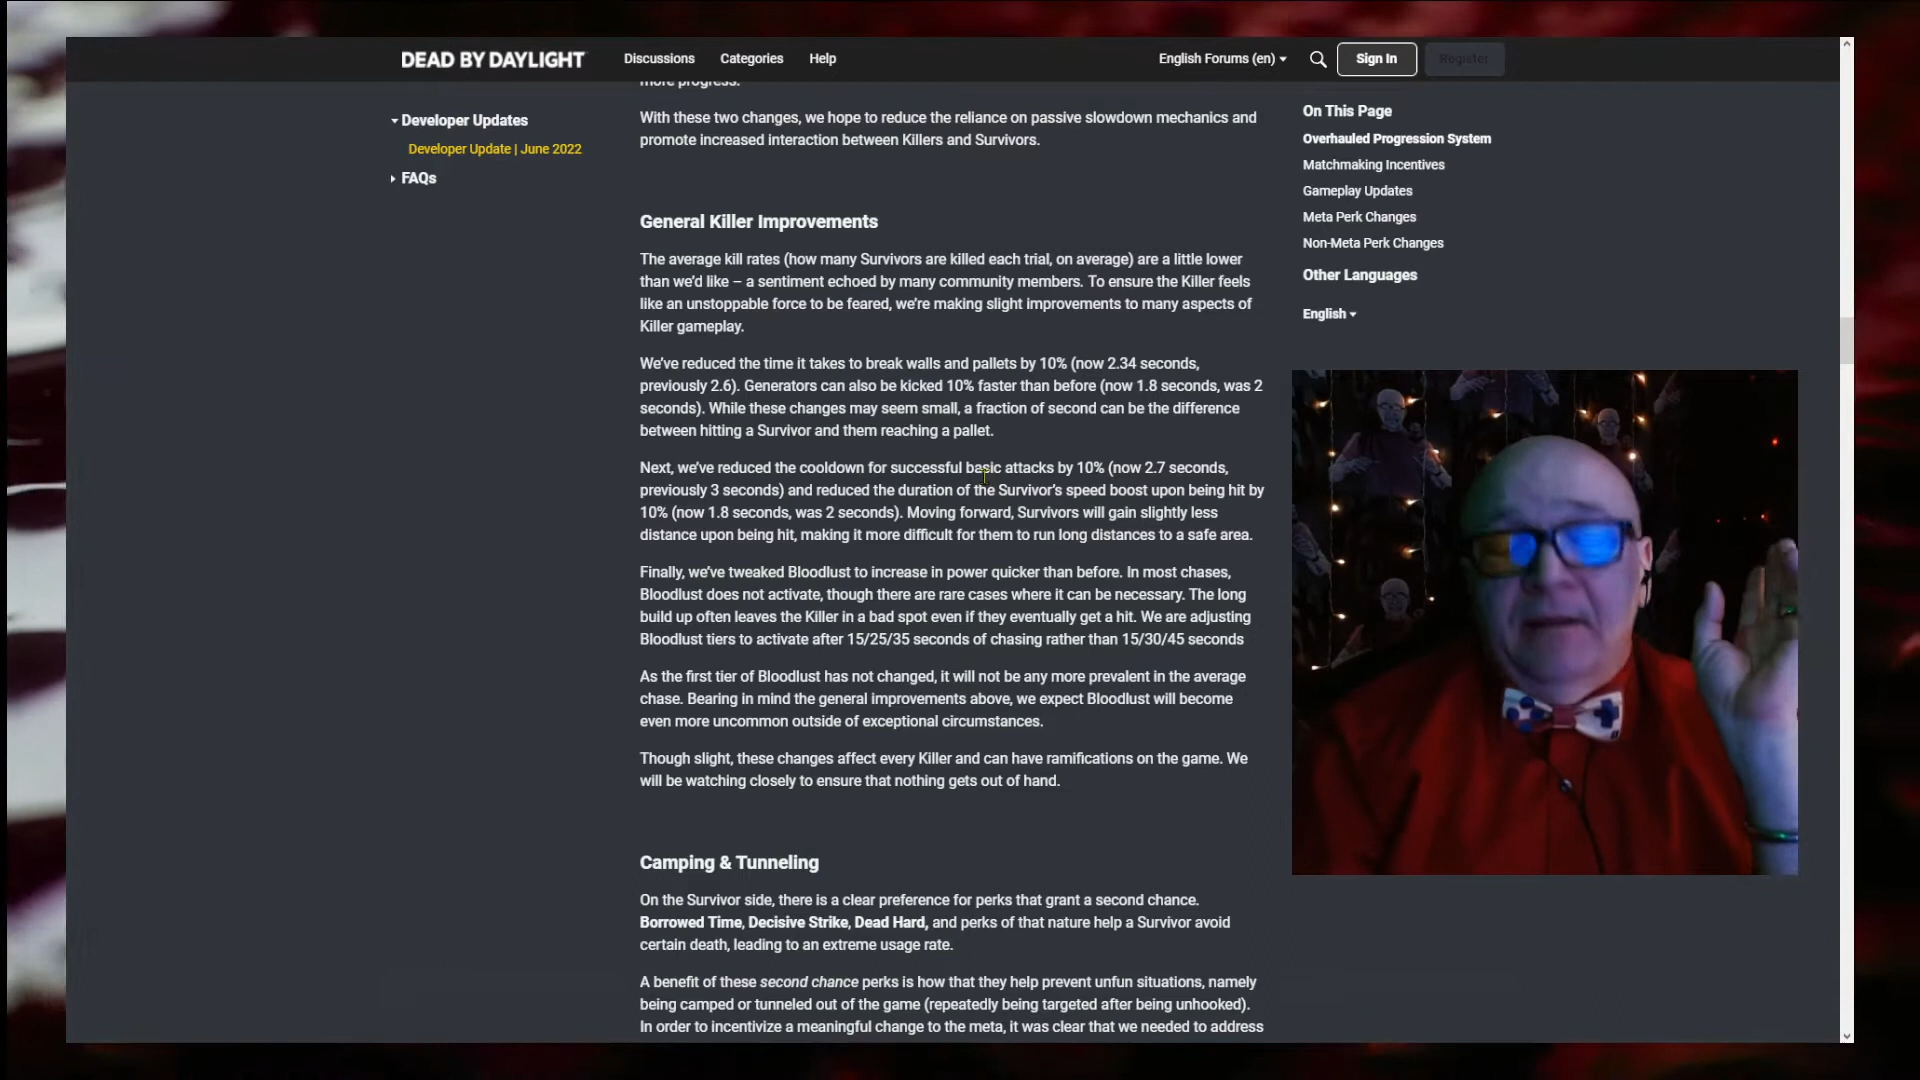 DEAD BY DAYLIGHT
Discussions
Categories
Help
English Forums (en)
Sign In
Register
Developer Updates
Developer Update | June 2022
FAQs
more progress.
With these two changes, we hope to reduce the reliance on passive slowdown mechanics and
promote increased interaction between Killers and Survivors.
General Killer Improvements
The average kill rates (how many Survivors are killed each trial, on average) are a little lower
than we'd like – a sentiment echoed by many community members. To ensure the Killer feels
like an unstoppable force to be feared, we're making slight improvements to many aspects of
Killer gameplay.
We've reduced the time it takes to break walls and pallets by 10% (now 2.34 seconds,
previously 2.6). Generators can also be kicked 10% faster than before (now 1.8 seconds, was 2
seconds). While these changes may seem small, a fraction of second can be the difference
between hitting a Survivor and them reaching a pallet.
Next, we've reduced the cooldown for successful basic attacks by 10% (now 2.7 seconds,
previously 3 seconds) and reduced the duration of the Survivor's speed boost upon being hit by
10% (now 1.8 seconds, was 2 seconds). Moving forward, Survivors will gain slightly less
distance upon being hit, making it more difficult for them to run long distances to a safe area.
Finally, we've tweaked Bloodlust to increase in power quicker than before. In most chases,
Bloodlust does not activate, though there are rare cases where it can be necessary. The long
build up often leaves the Killer in a bad spot even if they eventually get a hit. We are adjusting
Bloodlust tiers to activate after 15/25/35 seconds of chasing rather than 15/30/45 seconds
As the first tier of Bloodlust has not changed, it will not be any more prevalent in the average
chase. Bearing in mind the general improvements above, we expect Bloodlust will become
even more uncommon outside of exceptional circumstances.
Though slight, these changes affect every Killer and can have ramifications on the game. We
will be watching closely to ensure that nothing gets out of hand.
Camping & Tunneling
On the Survivor side, there is a clear preference for perks that grant a second chance.
Borrowed Time, Decisive Strike, Dead Hard, and perks of that nature help a Survivor avoid
certain death, leading to an extreme usage rate.
A benefit of these second chance perks is how that they help prevent unfun situations, namely
being camped or tunneled out of the game (repeatedly being targeted after being unhooked).
In order to incentivize a meaningful change to the meta, it was clear that we needed to address
On This Page
Overhauled Progression System
Matchmaking Incentives
Gameplay Updates
Meta Perk Changes
Non-Meta Perk Changes
Other Languages
English